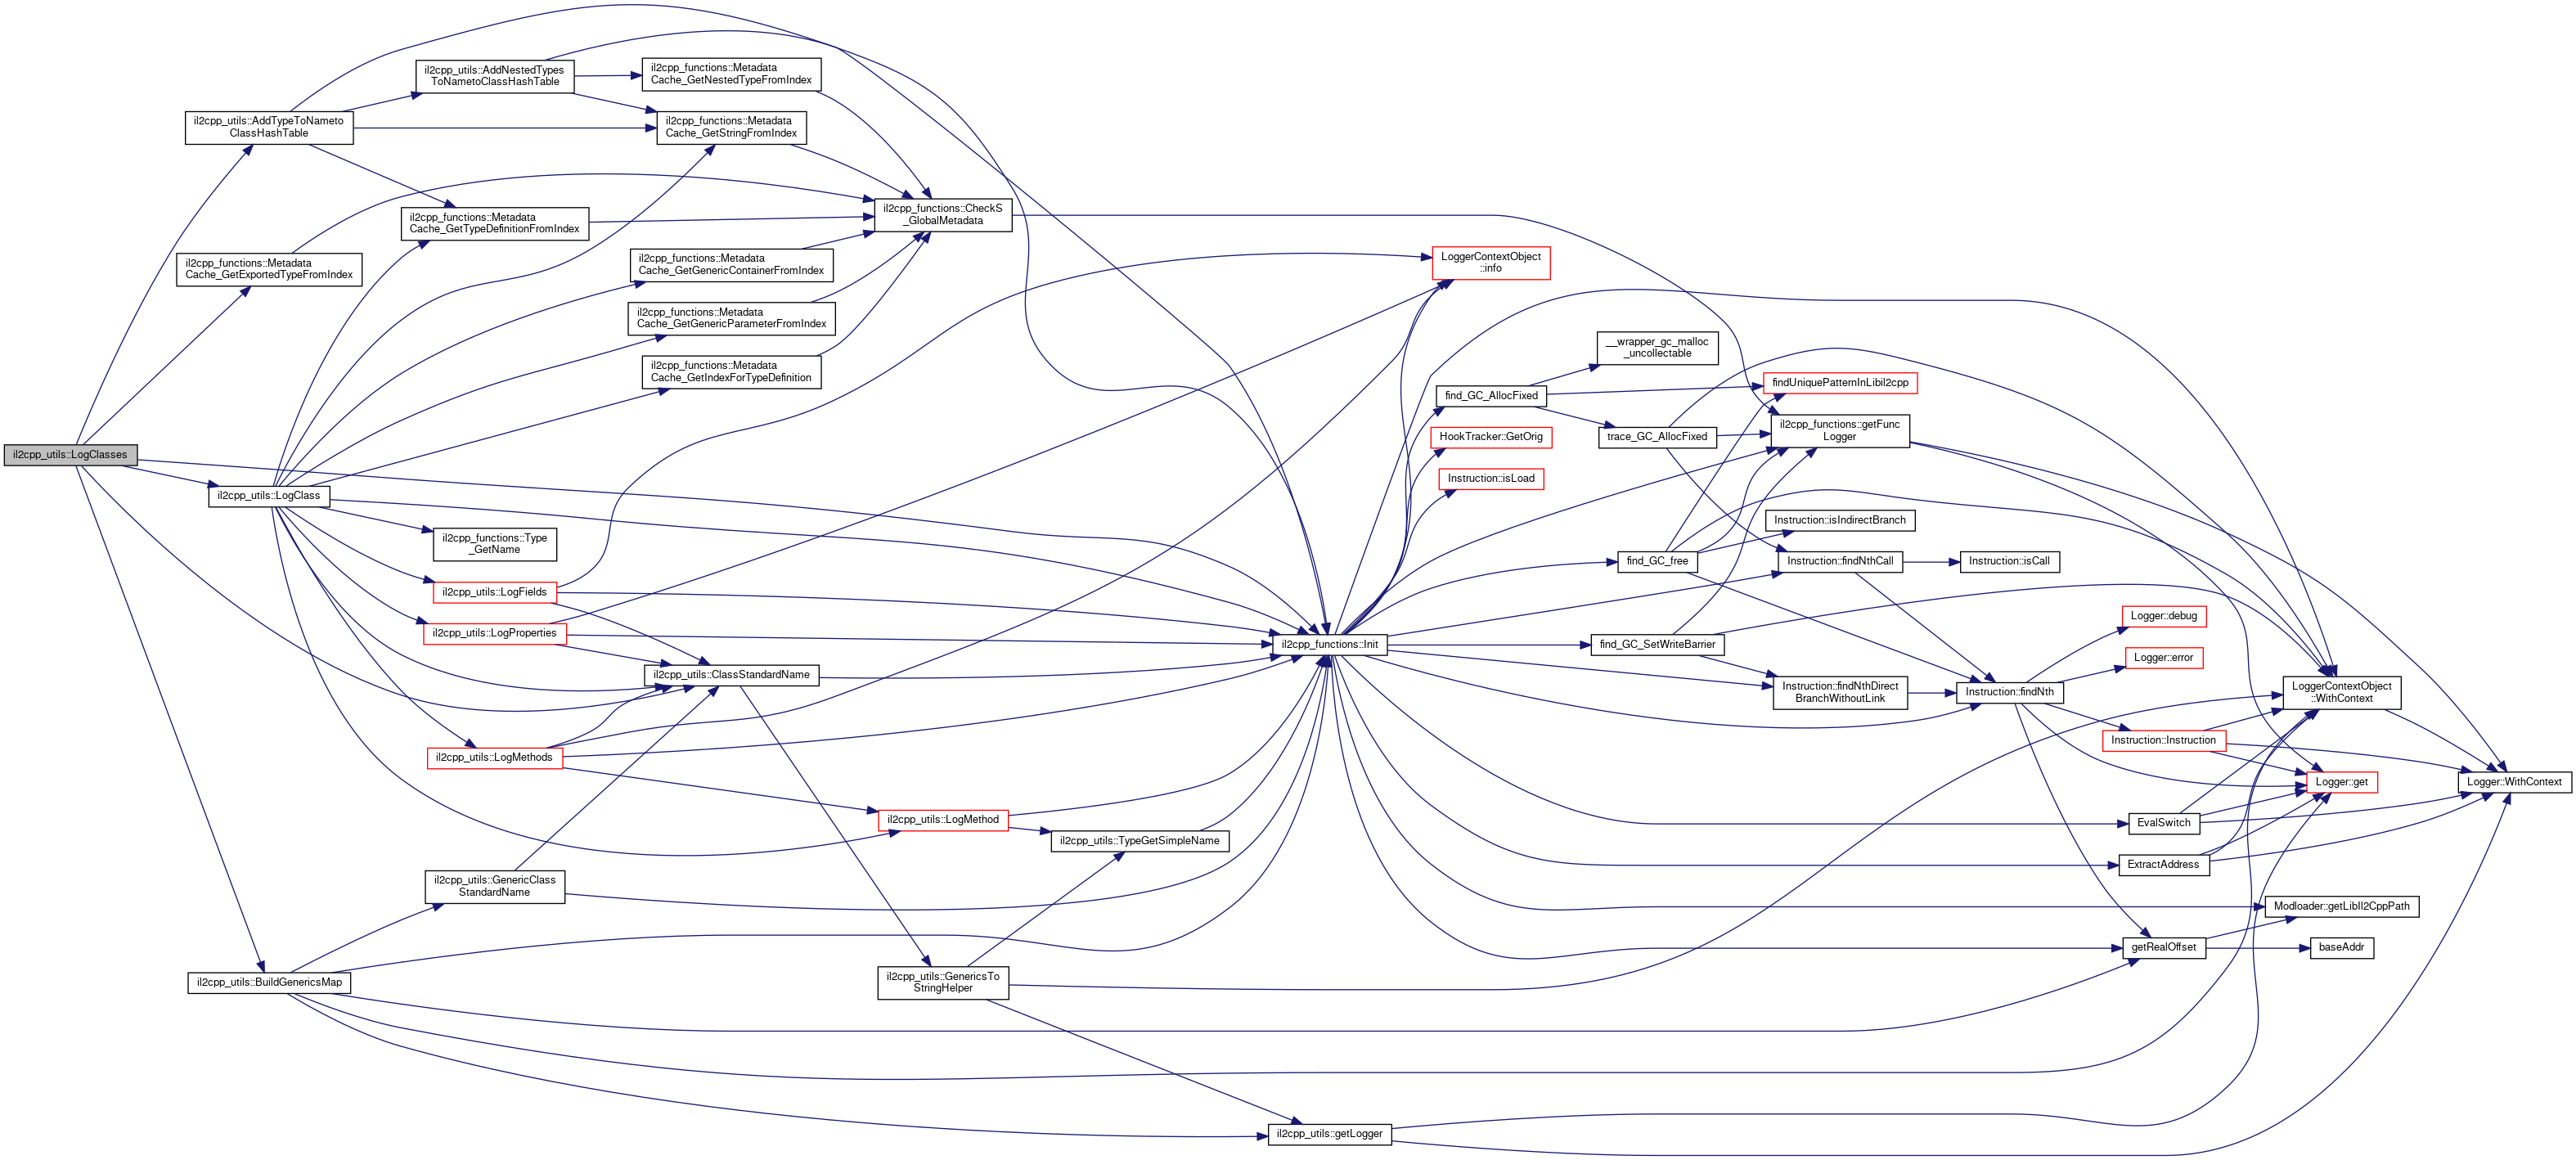 il2cpp_utils::LogClasses
il2cpp_utils::AddTypeToNameto
ClassHashTable
il2cpp_functions::Metadata
Cache_GetExportedTypeFromIndex
il2cpp_utils::LogClass
il2cpp_utils::BuildGenericsMap
il2cpp_utils::AddNestedTypes
ToNametoClassHashTable
il2cpp_functions::Metadata
Cache_GetTypeDefinitionFromIndex
il2cpp_functions::Type
_GetName
il2cpp_utils::LogFields
il2cpp_utils::LogProperties
il2cpp_utils::LogMethods
il2cpp_utils::GenericClass
StandardName
il2cpp_functions::Metadata
Cache_GetNestedTypeFromIndex
il2cpp_functions::Metadata
Cache_GetStringFromIndex
il2cpp_functions::Metadata
Cache_GetGenericContainerFromIndex
il2cpp_functions::Metadata
Cache_GetGenericParameterFromIndex
il2cpp_functions::Metadata
Cache_GetIndexForTypeDefinition
il2cpp_utils::ClassStandardName
il2cpp_functions::CheckS
_GlobalMetadata
il2cpp_utils::LogMethod
il2cpp_utils::GenericsTo
StringHelper
il2cpp_utils::TypeGetSimpleName
il2cpp_functions::Init
il2cpp_utils::getLogger
LoggerContextObject
::info
find_GC_AllocFixed
HookTracker::GetOrig
Instruction::isLoad
__wrapper_gc_malloc
_uncollectable
trace_GC_AllocFixed
find_GC_free
find_GC_SetWriteBarrier
findUniquePatternInLibil2cpp
il2cpp_functions::getFunc
Logger
Instruction::isIndirectBranch
Instruction::findNthCall
Instruction::findNthDirect
BranchWithoutLink
Instruction::isCall
Instruction::findNth
Logger::debug
Logger::error
Instruction::Instruction
EvalSwitch
ExtractAddress
getRealOffset
LoggerContextObject
::WithContext
Logger::get
Modloader::getLibIl2CppPath
baseAddr
Logger::WithContext